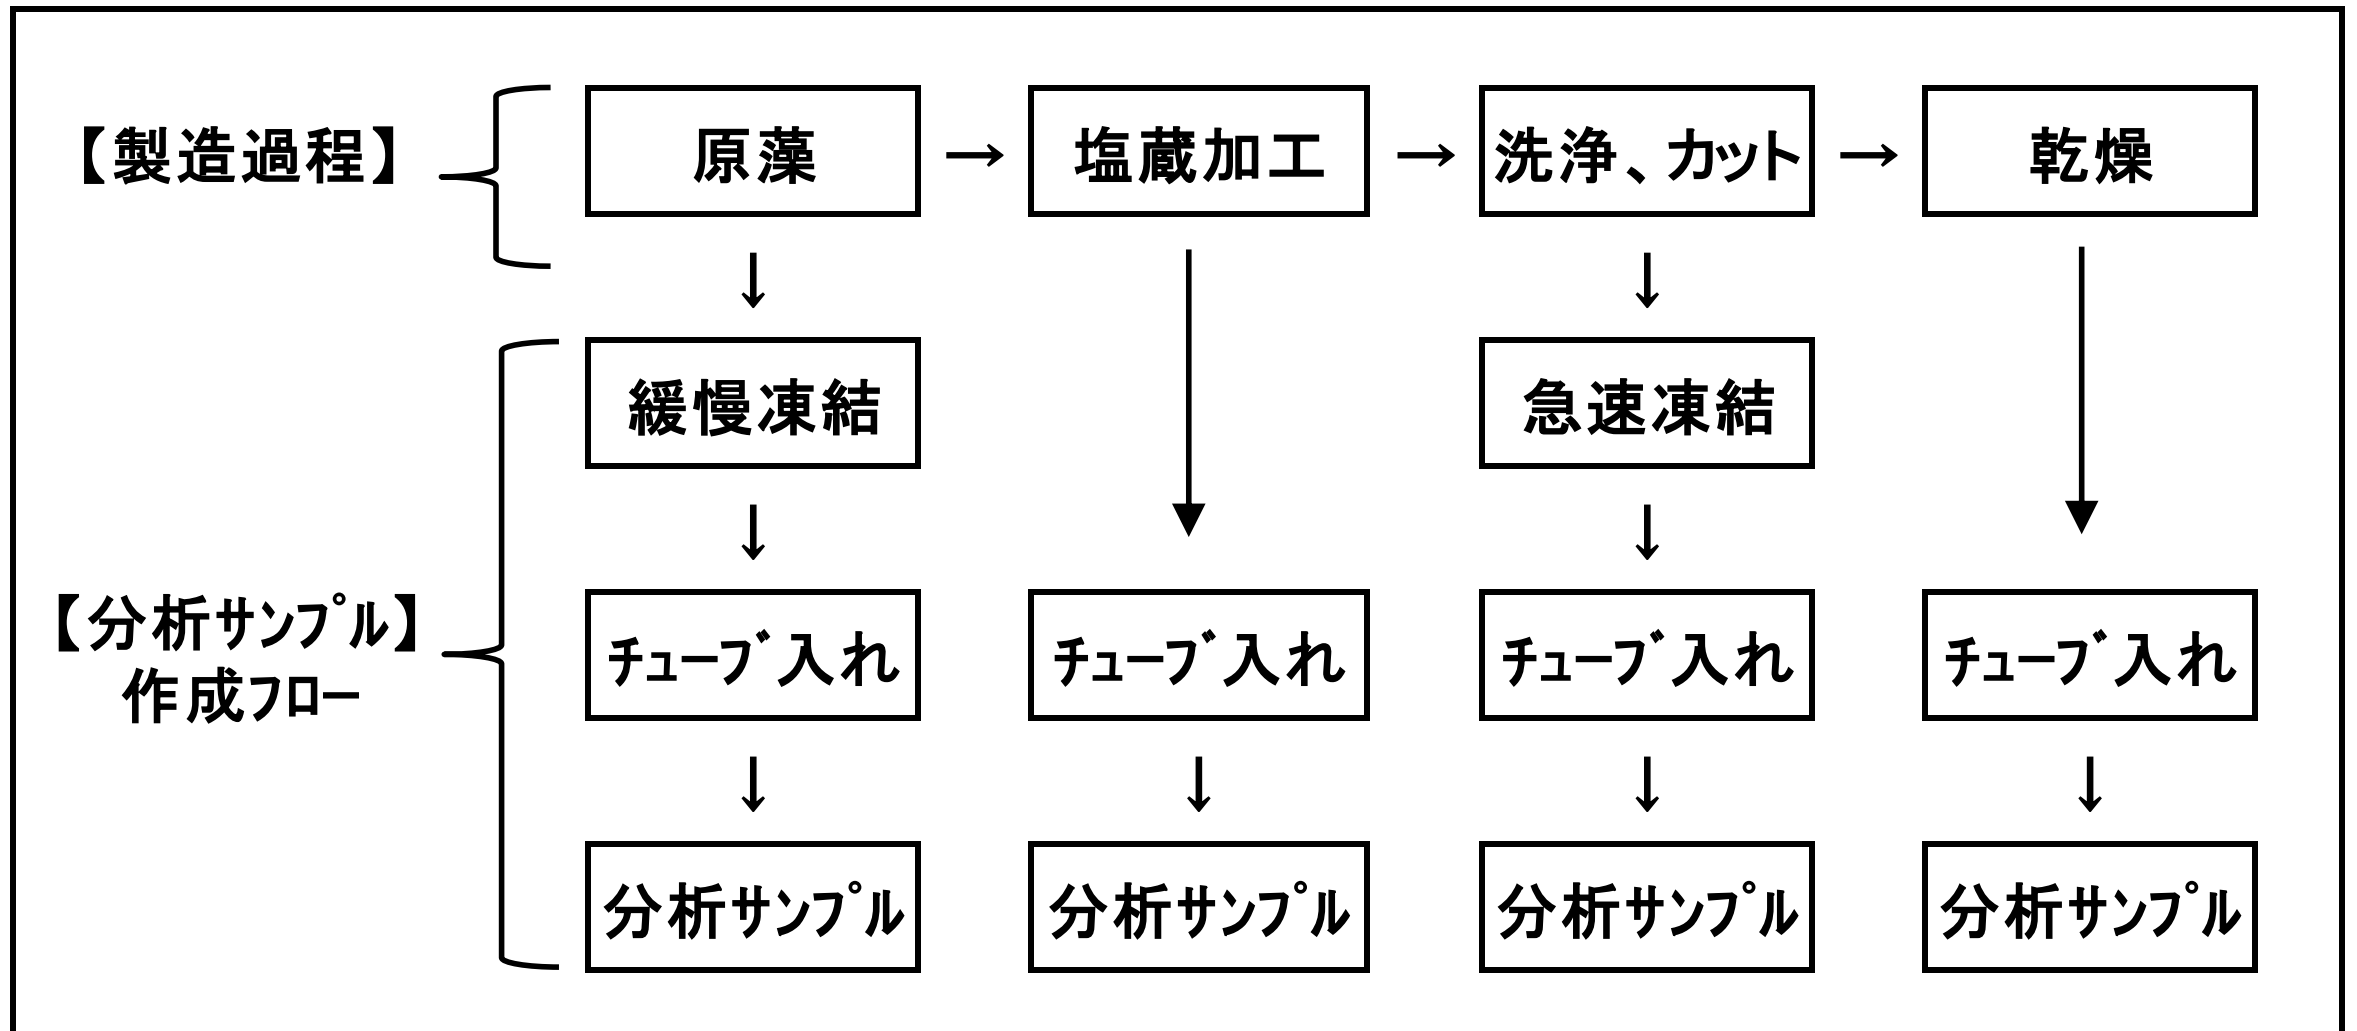 【製造過程】
原藻 → 塩蔵加工 → 洗浄、カット → 乾燥
↓ ↓ ↓ ↓
緩慢凍結 急速凍結
↓ ↓
【分析ｻﾝﾌﾟﾙ】
作成ﾌﾛｰ
ﾁｭｰﾌﾞ入れ ﾁｭｰﾌﾞ入れ ﾁｭｰﾌﾞ入れ ﾁｭｰﾌﾞ入れ
↓ ↓ ↓ ↓
分析ｻﾝﾌﾟﾙ 分析ｻﾝﾌﾟﾙ 分析ｻﾝﾌﾟﾙ 分析ｻﾝﾌﾟﾙ